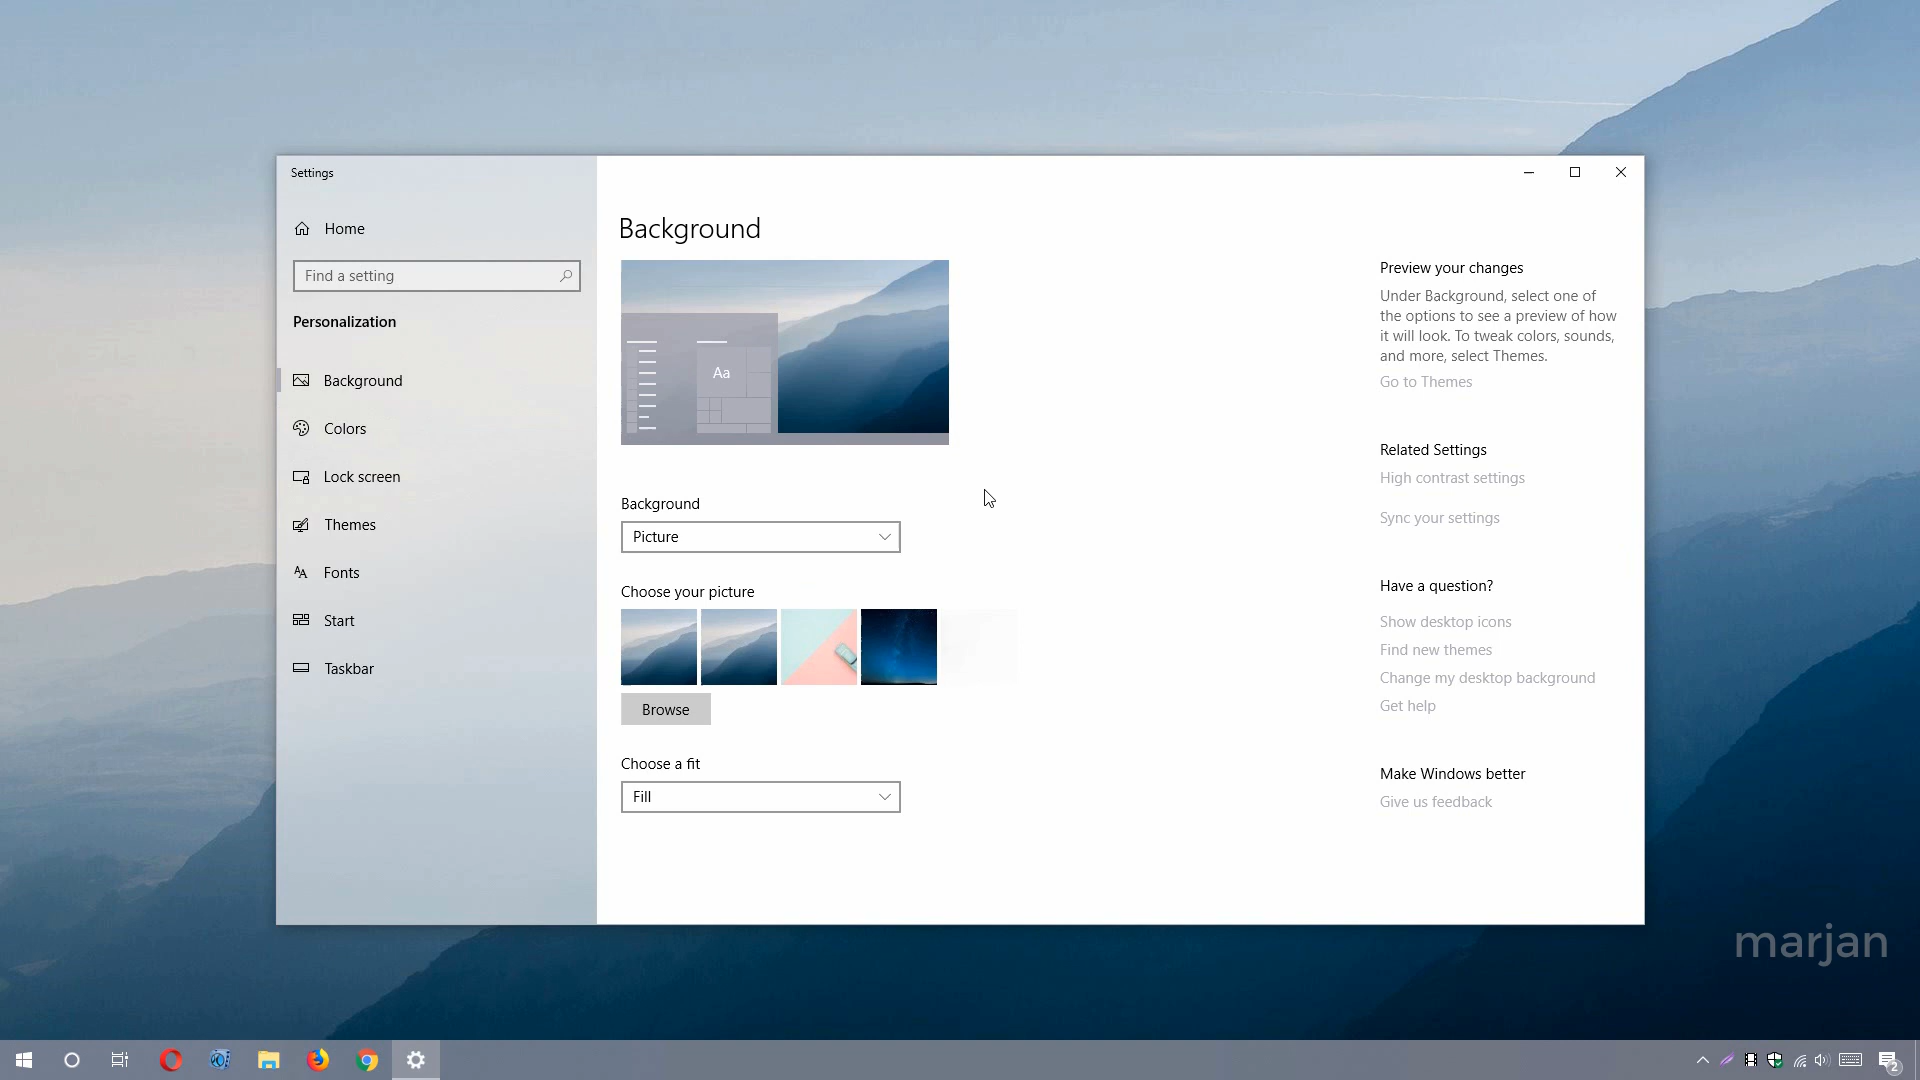 Settings
Home
Find a setting
Personalization
Background
Colors
Lock screen
Themes
Fonts
Start
Taskbar
Background
Aa
Background
Picture
Choose your picture
Browse
Choose a fit
Fill
Preview your changes
Under Background, select one of
the options to see a preview of how
it will look. To tweak colors, sounds,
and more, select Themes.
Go to Themes
Related Settings
High contrast settings
Sync your settings
Have a question?
Show desktop icons
Find new themes
Change my desktop background
Get help
Make Windows better
Give us feedback
marjan
2